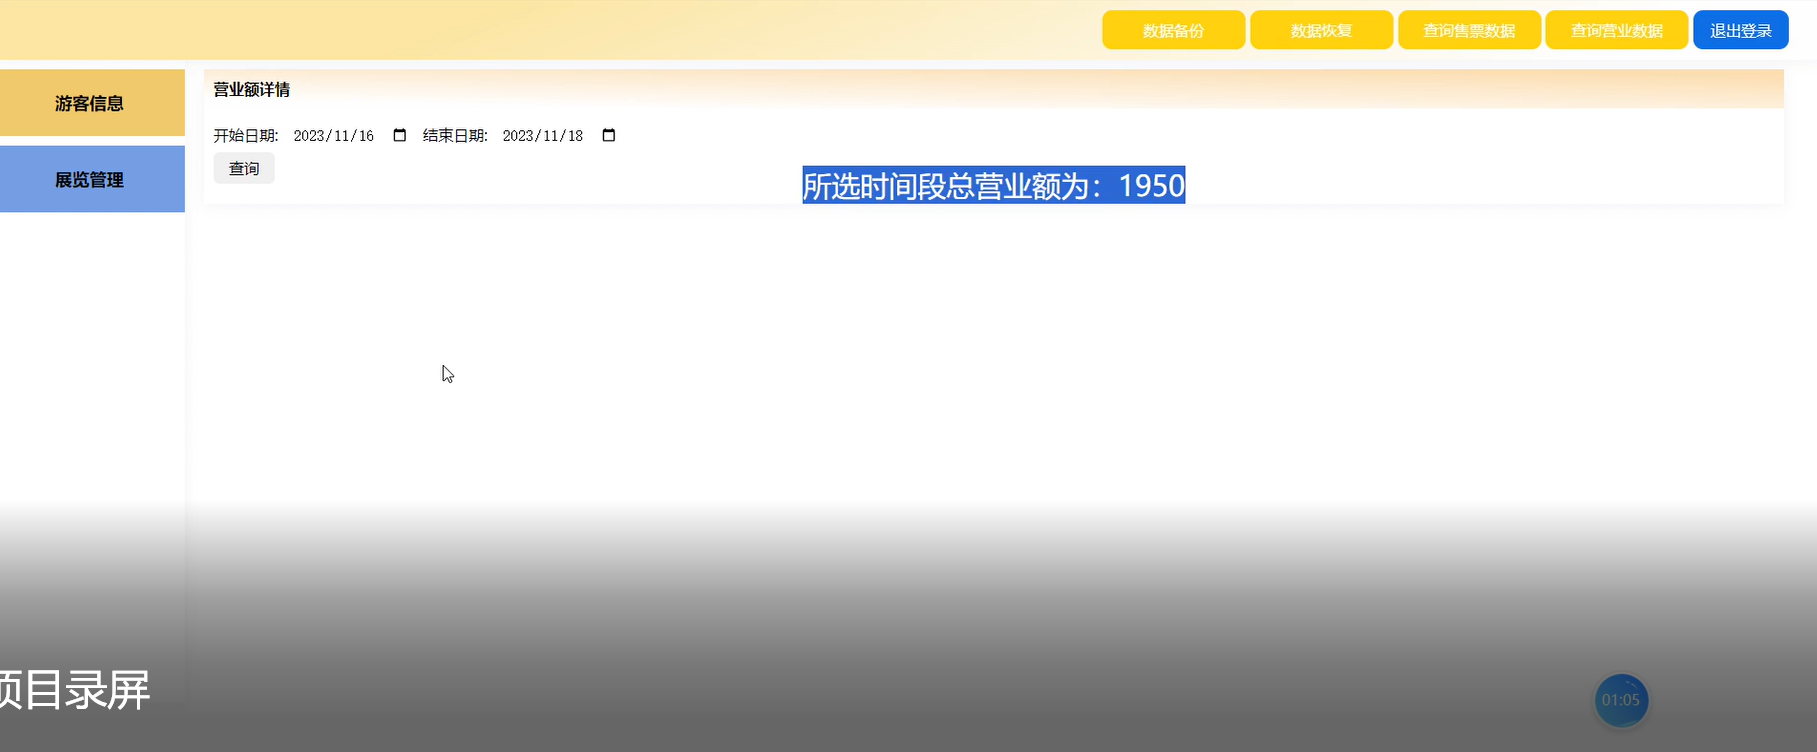 数据备份 数据恢复 查询售票数据 查询营业数据 退出登录
游客信息
展览管理
营业额详情
开始日期: 2023/11/16 结束日期: 2023/11/18
查询
所选时间段总营业额为：1950
项目录屏
01:05